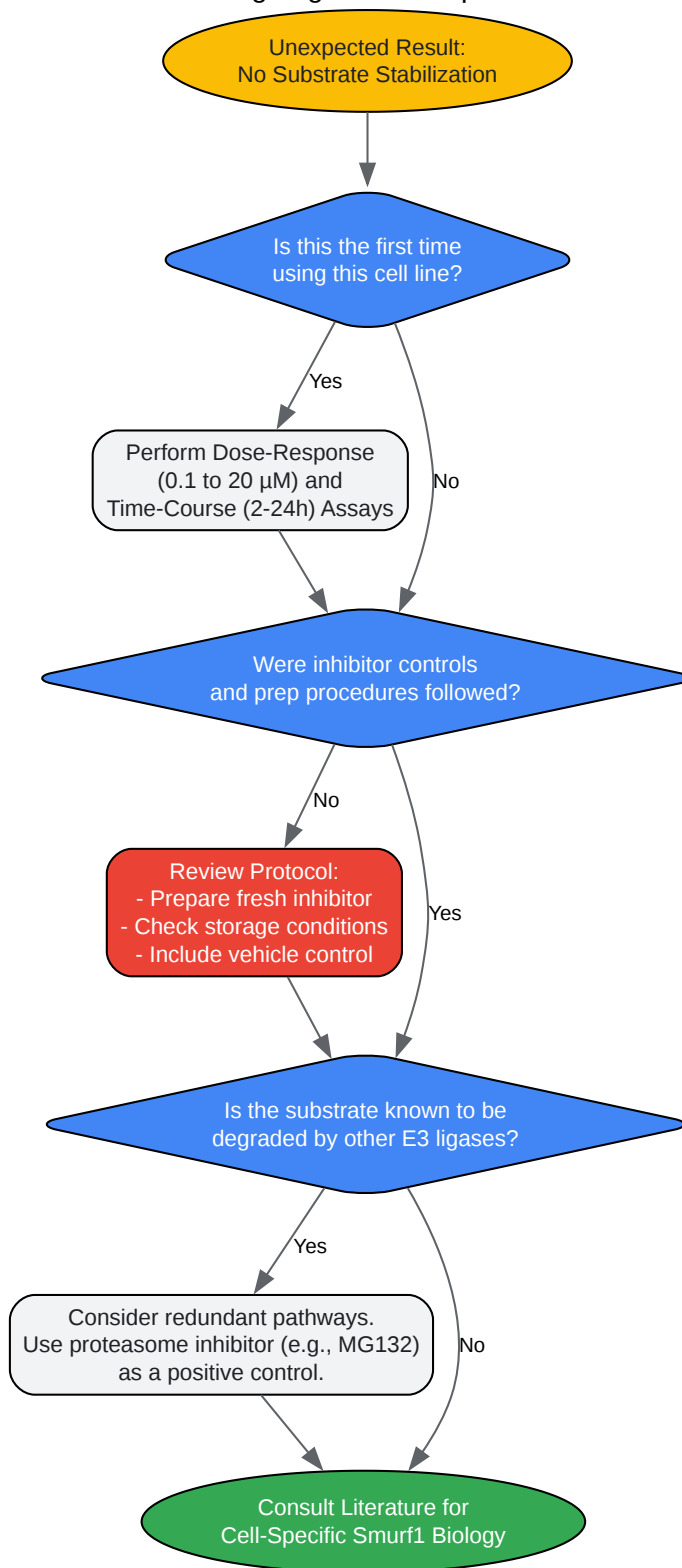 Unexpected Result:
No Substrate Stabilization
Is this the first time
using this cell line?
Yes
Perform Dose-Response
(0.1 to 20 µM) and
Time-Course (2-24h) Assays
No
Were inhibitor controls
and prep procedures followed?
No
Review Protocol:
- Prepare fresh inhibitor
- Check storage conditions
- Include vehicle control
Yes
Is the substrate known to be
degraded by other E3 ligases?
Yes
Consider redundant pathways.
Use proteasome inhibitor (e.g., MG132)
as a positive control.
No
Consult Literature for
Cell-Specific Smurf1 Biology